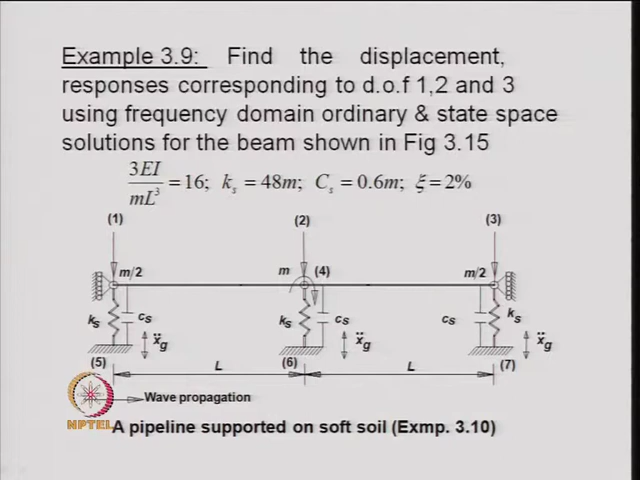 Example 3.9: Find the displacement,
responses corresponding to d.o.f 1,2 and 3
using frequency domain ordinary & state space
solutions for the beam shown in Fig 3.15
3EI/mL³ = 16; kₛ = 48m; Cₛ = 0.6m; ξ = 2%
(1) (2) (3)
m/2 m (4) m/2
kₛ cₛ kₛ cₛ cₛ kₛ
ẍg ẍg ẍg
(5) L (6) L (7)
Wave propagation
NPTEL
A pipeline supported on soft soil (Exmp. 3.10)